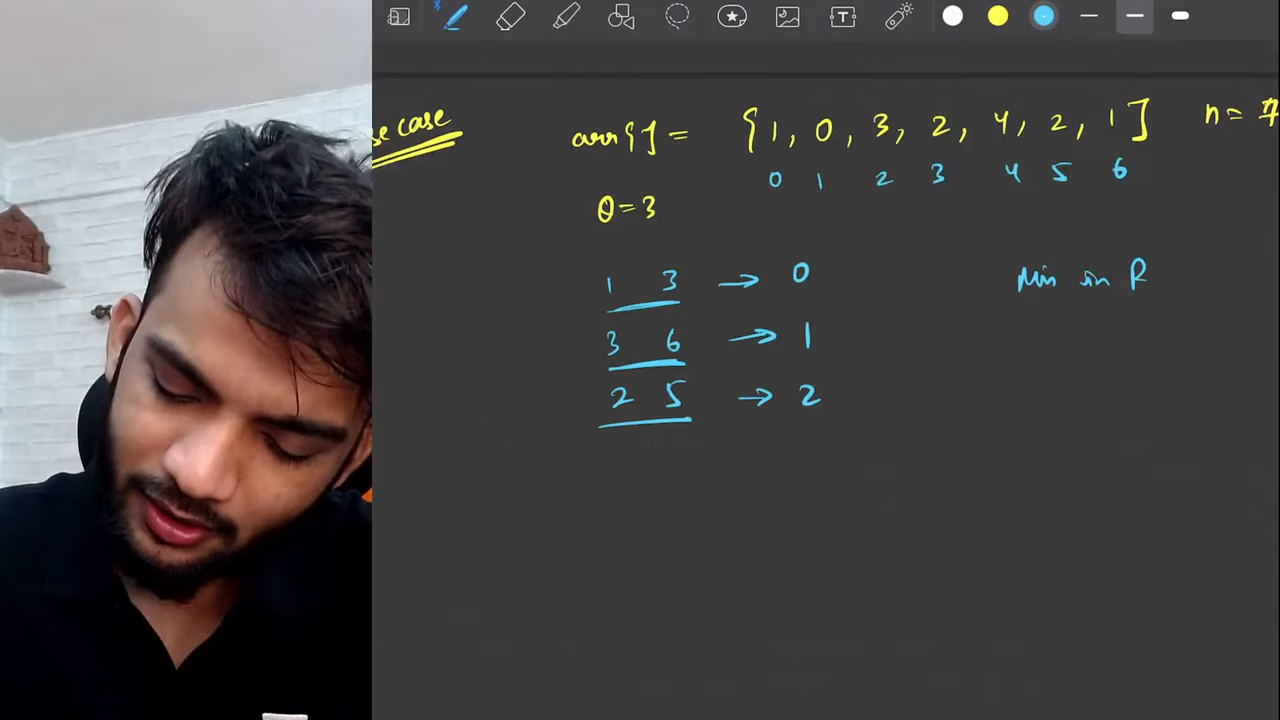 se case
arr[] = {1, 0, 3, 2, 4, 2, 1] n = 7
0 1 2 3 4 5 6
Q=3
1 3 → 0
Min in R
3 6 → 1
2 5 → 2
T